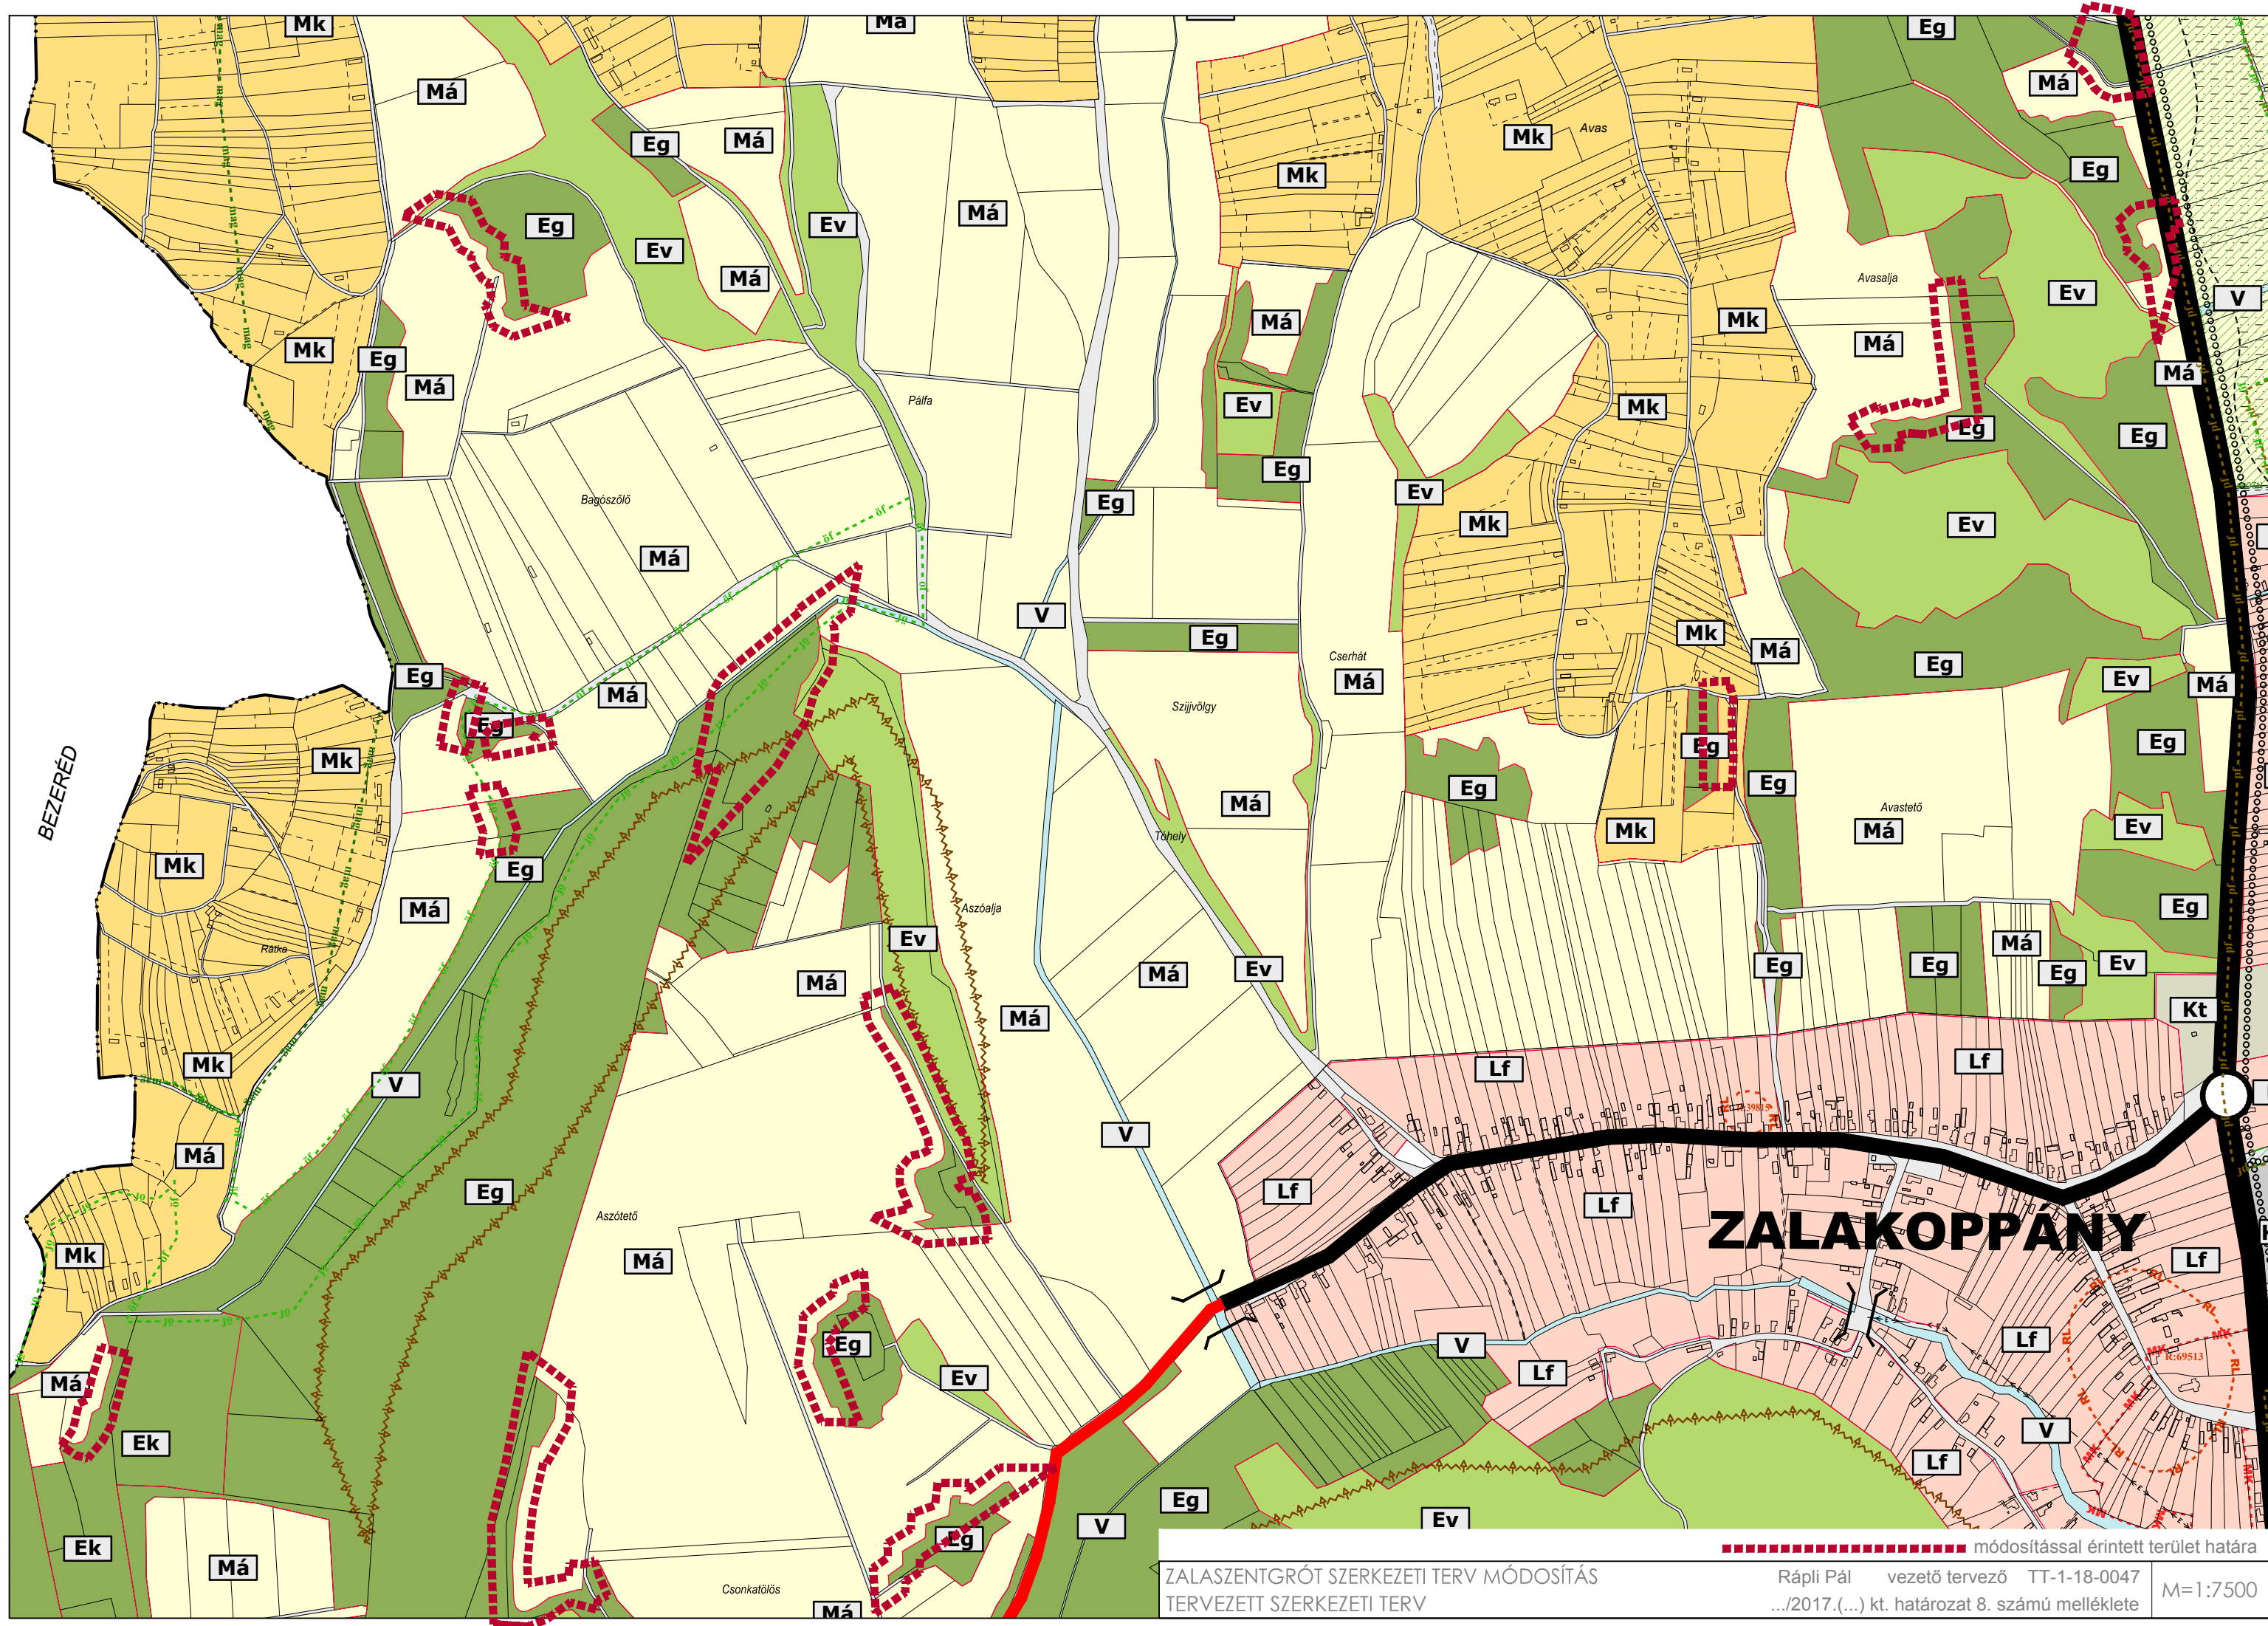 Mk
Má
Eg
Má
Má
Eg
Má
Mk
Avas
Eg
Mk
Eg
Ev
Má
Eg
Ev
Má
Avasalja
Ev
V
Má
Mk
Má
Mk
Eg
Má
Má
Ev
Mk
Eg
Pálfa
Eg
Bagószőlő
Eg
Eg
Ev
Mk
Ev
Má
V
Eg
Mk
Má
Eg
Cserhát
Má
Ev
Má
Eg
Má
Szijjvölgy
Eg
BEZERÉD
Mk
Eg
Eg
Eg
Eg
Má
Avastető
Má
Mk
Ev
Tóhely
Mk
Eg
Má
Aszóalja
Eg
Rátka
Ev
Má
Má
Má
Ev
Eg
Eg
Eg
Ev
Má
Kt
Mk
V
Lf
Lf
R:39815
V
Má
Eg
Lf
Lf
Aszótető
ZALAKOPPÁNY
Mk
Má
Lf
Eg
V
Lf
Lf
R:69513
Má
Ev
Ek
V
Lf
Eg
V
Ev
Ek
Má
Eg
Csonkatölös
Má
módosítással érintett terület határa
ZALASZENTGRÓT SZERKEZETI TERV MÓDOSÍTÁS
TERVEZETT SZERKEZETI TERV
Rápli Pál vezető tervező TT-1-18-0047
.../2017.(...) kt. határozat 8. számú melléklete
M=1:7500